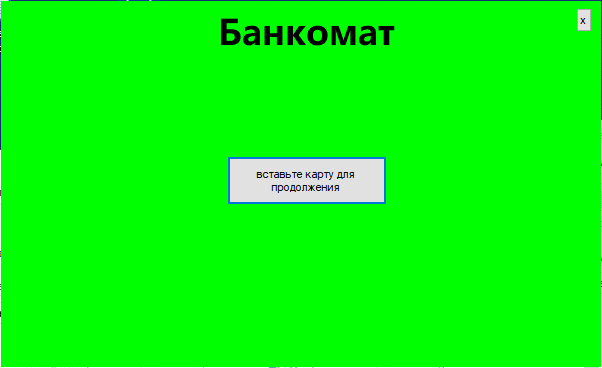 Банкомат
x
вставьте карту для
продолжения